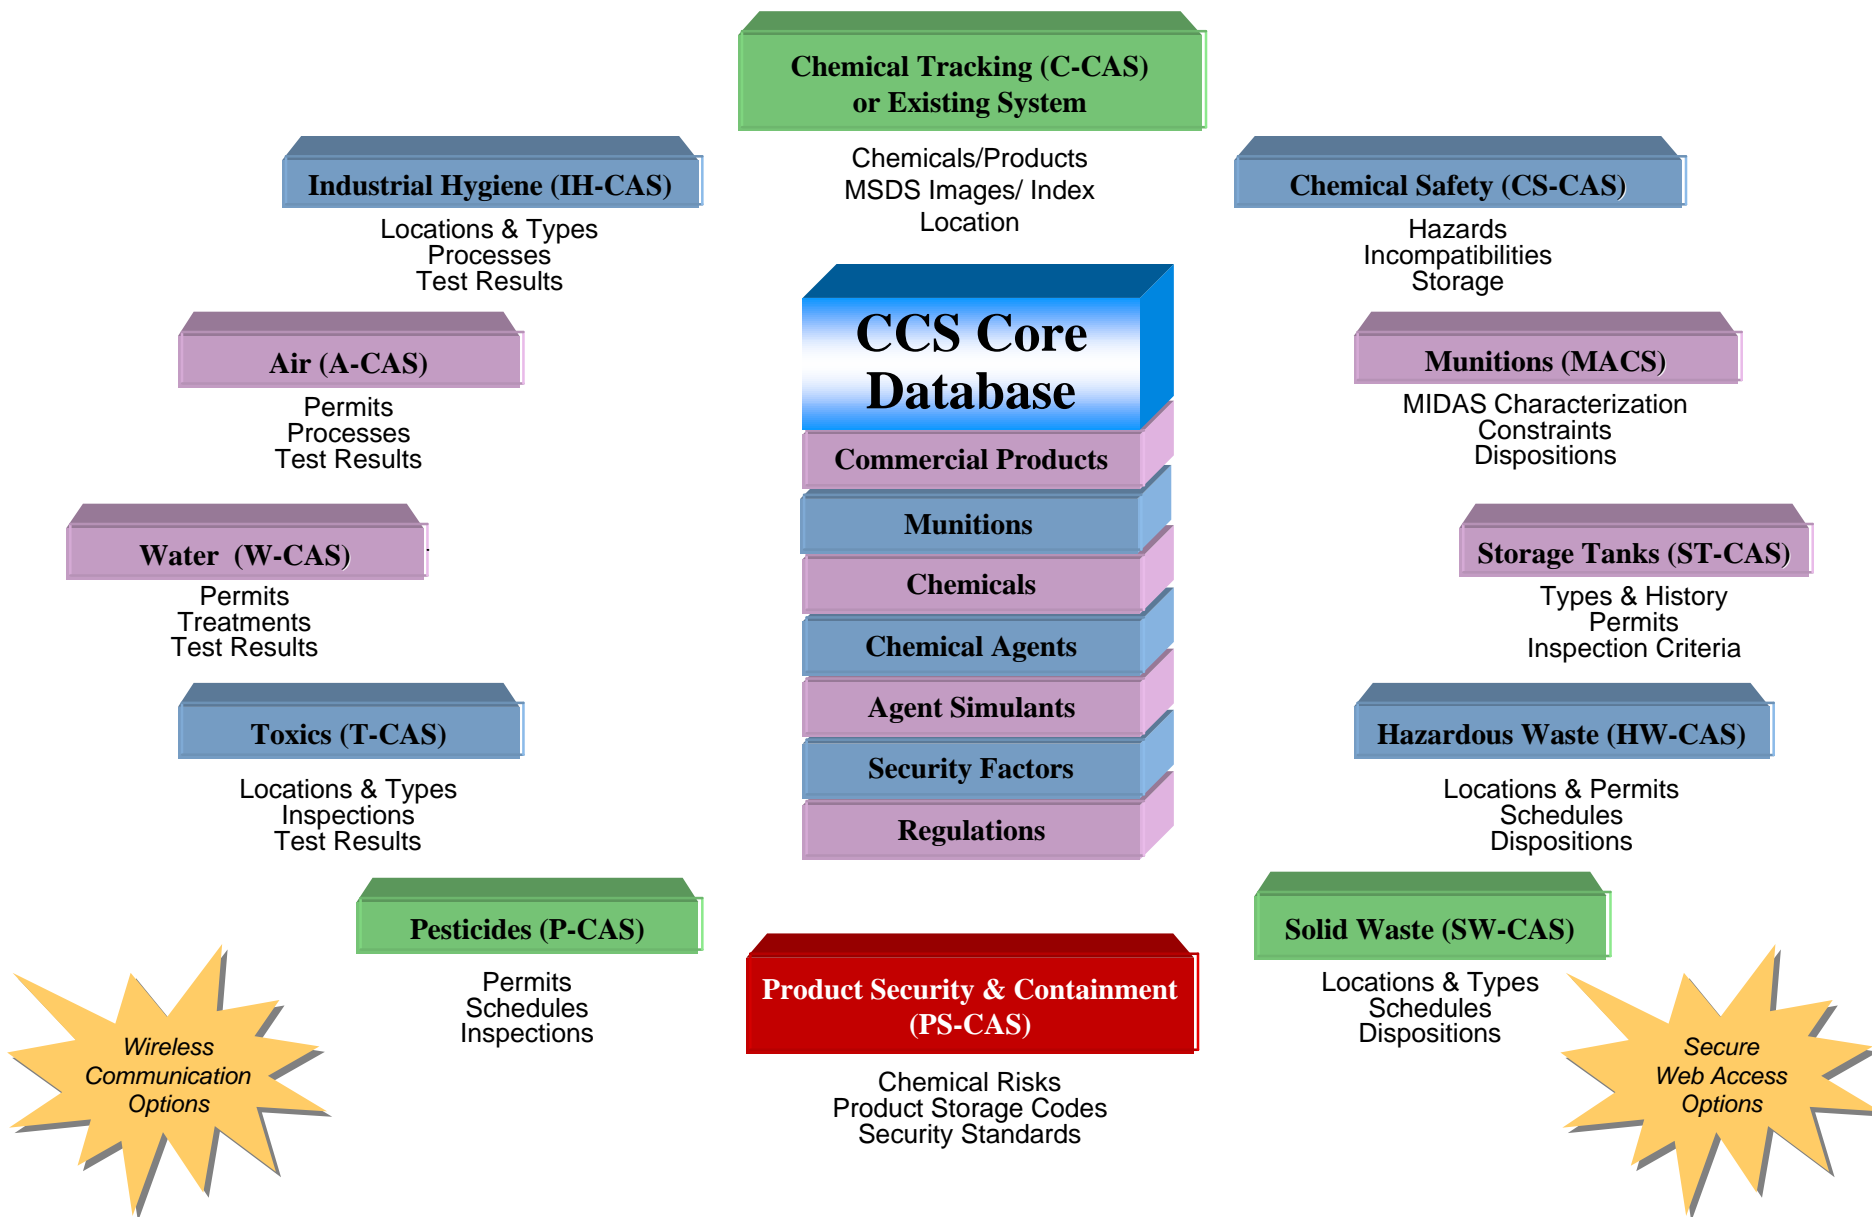 Chemical Tracking (C-CAS)
or Existing System
Chemicals/Products
MSDS Images/ Index
Location
Industrial Hygiene (IH-CAS)
Locations & Types
Processes
Test Results
Chemical Safety (CS-CAS)
Hazards
Incompatibilities
Storage
Air (A-CAS)
Permits
Processes
Test Results
Munitions (MACS)
MIDAS Characterization
Constraints
Dispositions
Water (W-CAS)
Permits
Treatments
Test Results
Storage Tanks (ST-CAS)
Types & History
Permits
Inspection Criteria
Toxics (T-CAS)
Locations & Types
Inspections
Test Results
Hazardous Waste (HW-CAS)
Locations & Permits
Schedules
Dispositions
Pesticides (P-CAS)
Permits
Schedules
Inspections
Solid Waste (SW-CAS)
Locations & Types
Schedules
Dispositions
CCS Core
Database
Commercial Products
Munitions
Chemicals
Chemical Agents
Agent Simulants
Security Factors
Regulations
Product Security & Containment
(PS-CAS)
Chemical Risks
Product Storage Codes
Security Standards
Wireless
Communication
Options
Secure
Web Access
Options